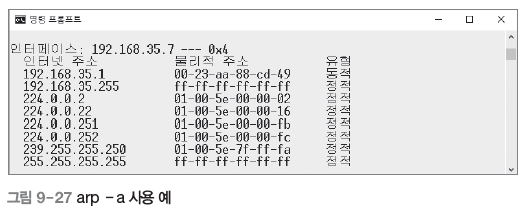 명령 프롬프트
인터페이스: 192.168.35.7 --- 0x4
인터넷 주소 물리적 주소 유형
192.168.35.1 00-23-aa-88-cd-49 동적
192.168.35.255 ff-ff-ff-ff-ff-ff 정적
224.0.0.2 01-00-5e-00-00-02 정적
224.0.0.22 01-00-5e-00-00-16 정적
224.0.0.251 01-00-5e-00-00-fb 정적
224.0.0.252 01-00-5e-00-00-fc 정적
239.255.255.250 01-00-5e-7f-ff-fa 정적
255.255.255.255 ff-ff-ff-ff-ff-ff 정적
그림 9-27 arp -a 사용 예